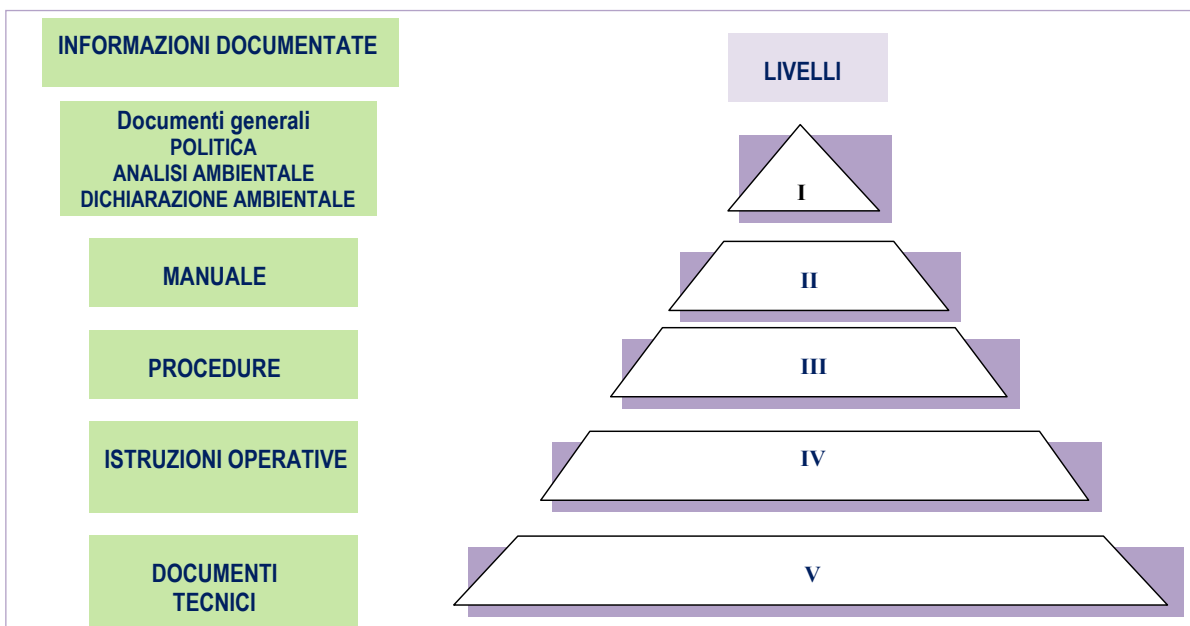 INFORMAZIONI DOCUMENTATE
LIVELLI
Documenti generali
POLITICA
ANALISI AMBIENTALE
DICHIARAZIONE AMBIENTALE
I
MANUALE
II
PROCEDURE
III
ISTRUZIONI OPERATIVE
IV
DOCUMENTI
TECNICI
V